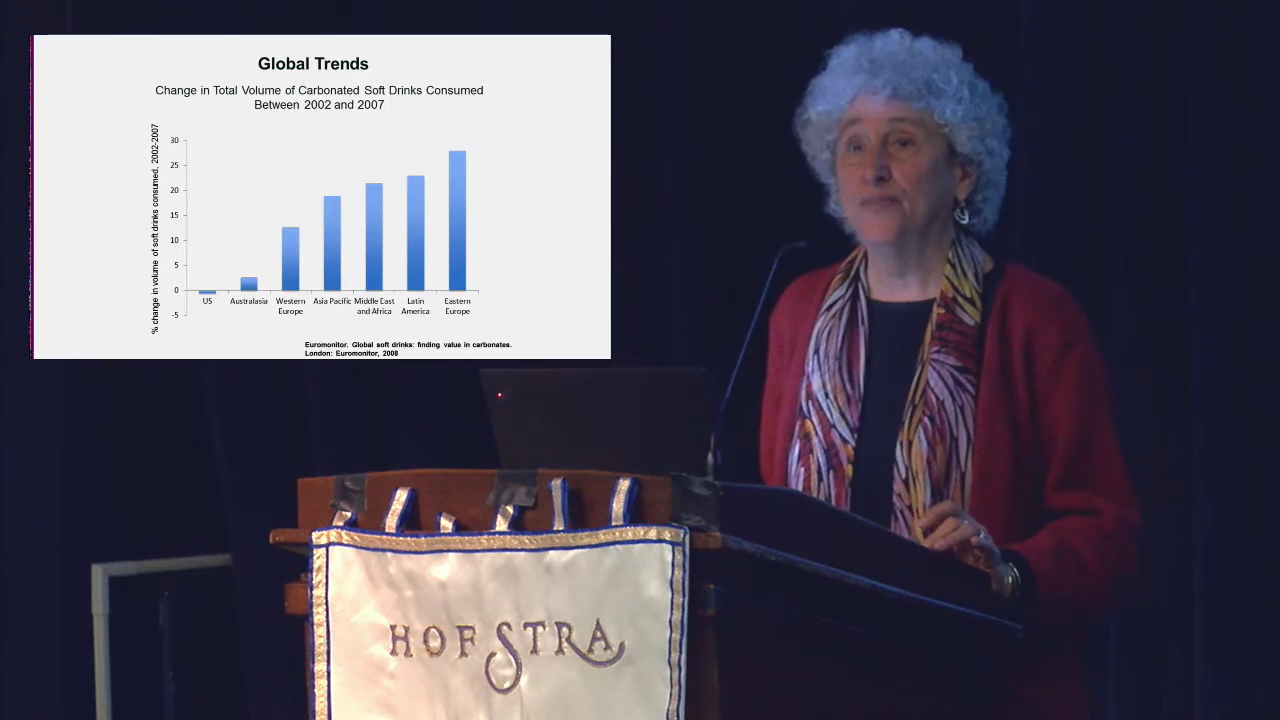 Global Trends
Change in Total Volume of Carbonated Soft Drinks Consumed
Between 2002 and 2007
% change in volume of soft drinks consumed, 2002-2007
30
25
20
15
10
5
0
-5
US
Australasia
Western
Europe
Asia Pacific
Middle East
and Africa
Latin
America
Eastern
Europe
Euromonitor. Global soft drinks: finding value in carbonates.
London: Euromonitor, 2008
HOFSTRA